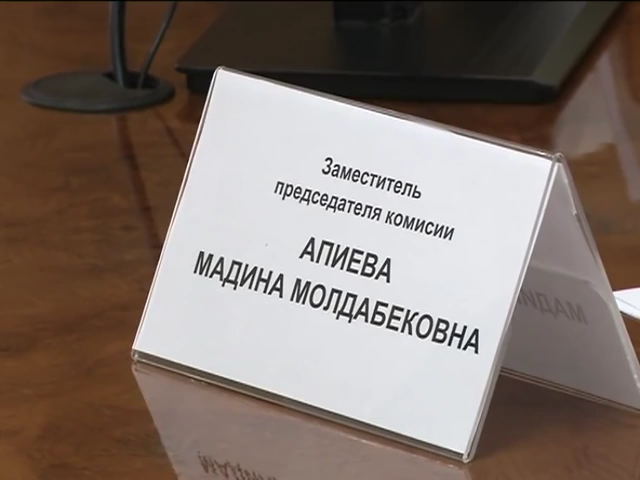 Заместитель
председателя комисии
АПИЕВА
МАДИНА МОЛДАБЕКОВНА